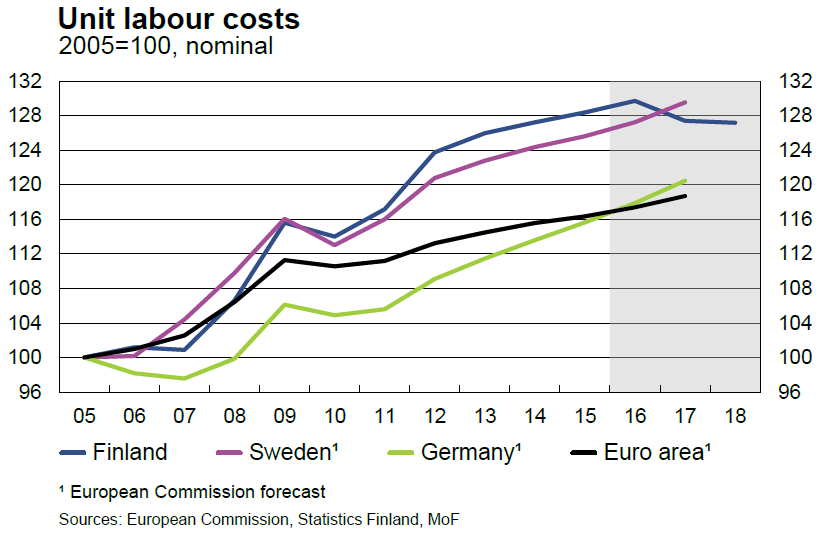 Unit labour costs
2005=100, nominal
132 132
128 128
124 124
120 120
116 116
112 112
108 108
104 104
100 100
96 96
05 06 07 08 09 10 11 12 13 14 15 16 17 18
Finland Sweden¹ Germany¹ Euro area¹
¹ European Commission forecast
Sources: European Commission, Statistics Finland, MoF